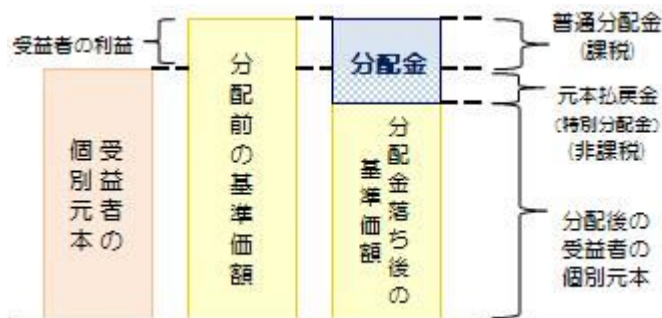 受益者の利益
受益者の
個別元本
分配前の基準価額
分配金
分配金落ち後の
基準価額
普通分配金
(課税)
元本払戻金
(特別分配金)
(非課税)
分配後の
受益者の
個別元本